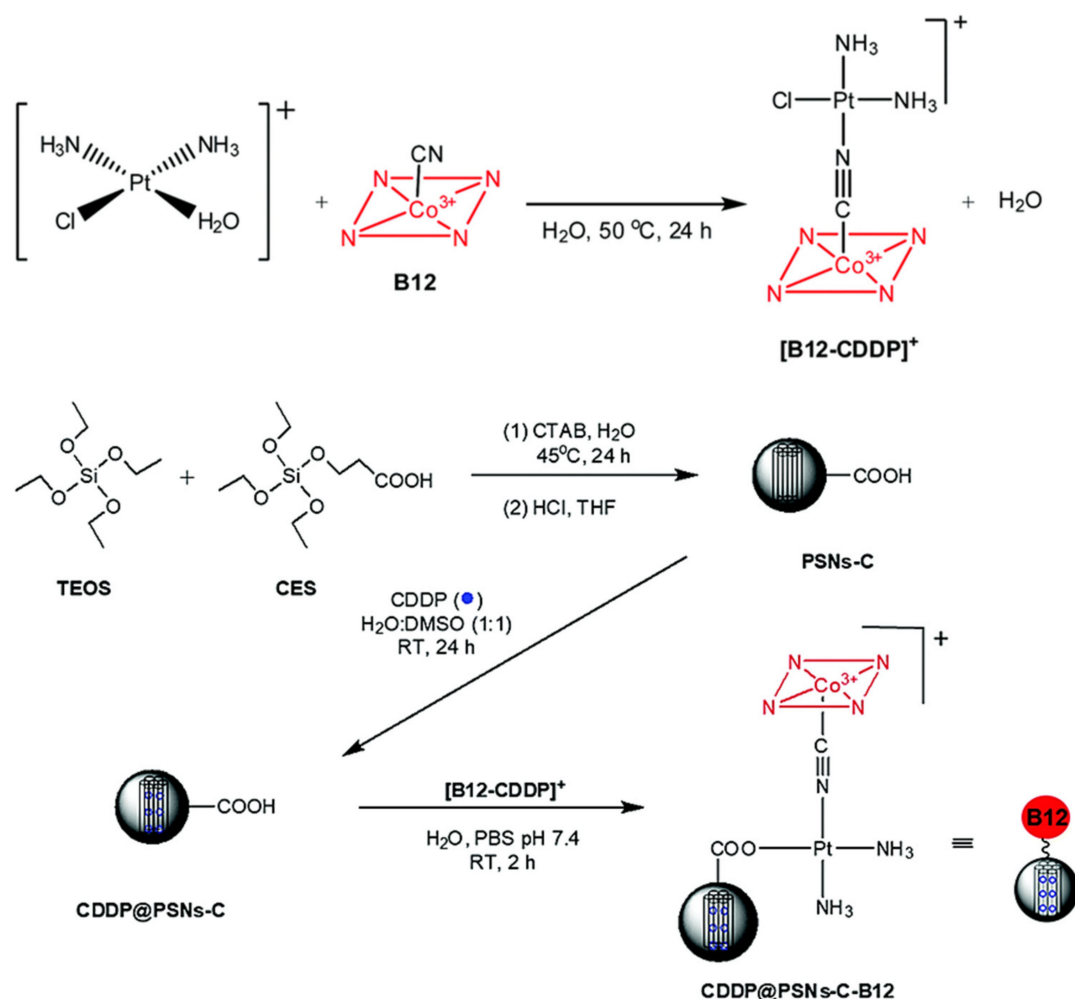 [ ]+
H3N
NH3
Pt
Cl
H2O
+
CN
N N
Co3+
N N
B12
H2O, 50 °C, 24 h
]+
NH3
Cl—Pt—NH3
N
C
N N
Co3+
N N
[B12-CDDP]+
+ H2O
O
O Si O
O
TEOS
+
O
O Si O
O
COOH
CES
(1) CTAB, H2O
45°C, 24 h
(2) HCl, THF
COOH
PSNs-C
CDDP ( )
H2O:DMSO (1:1)
RT, 24 h
COOH
CDDP@PSNs-C
[B12-CDDP]+
H2O, PBS pH 7.4
RT, 2 h
]+
N N
Co3+
N N
C
N
COO Pt NH3
NH3
CDDP@PSNs-C-B12
≡
B12